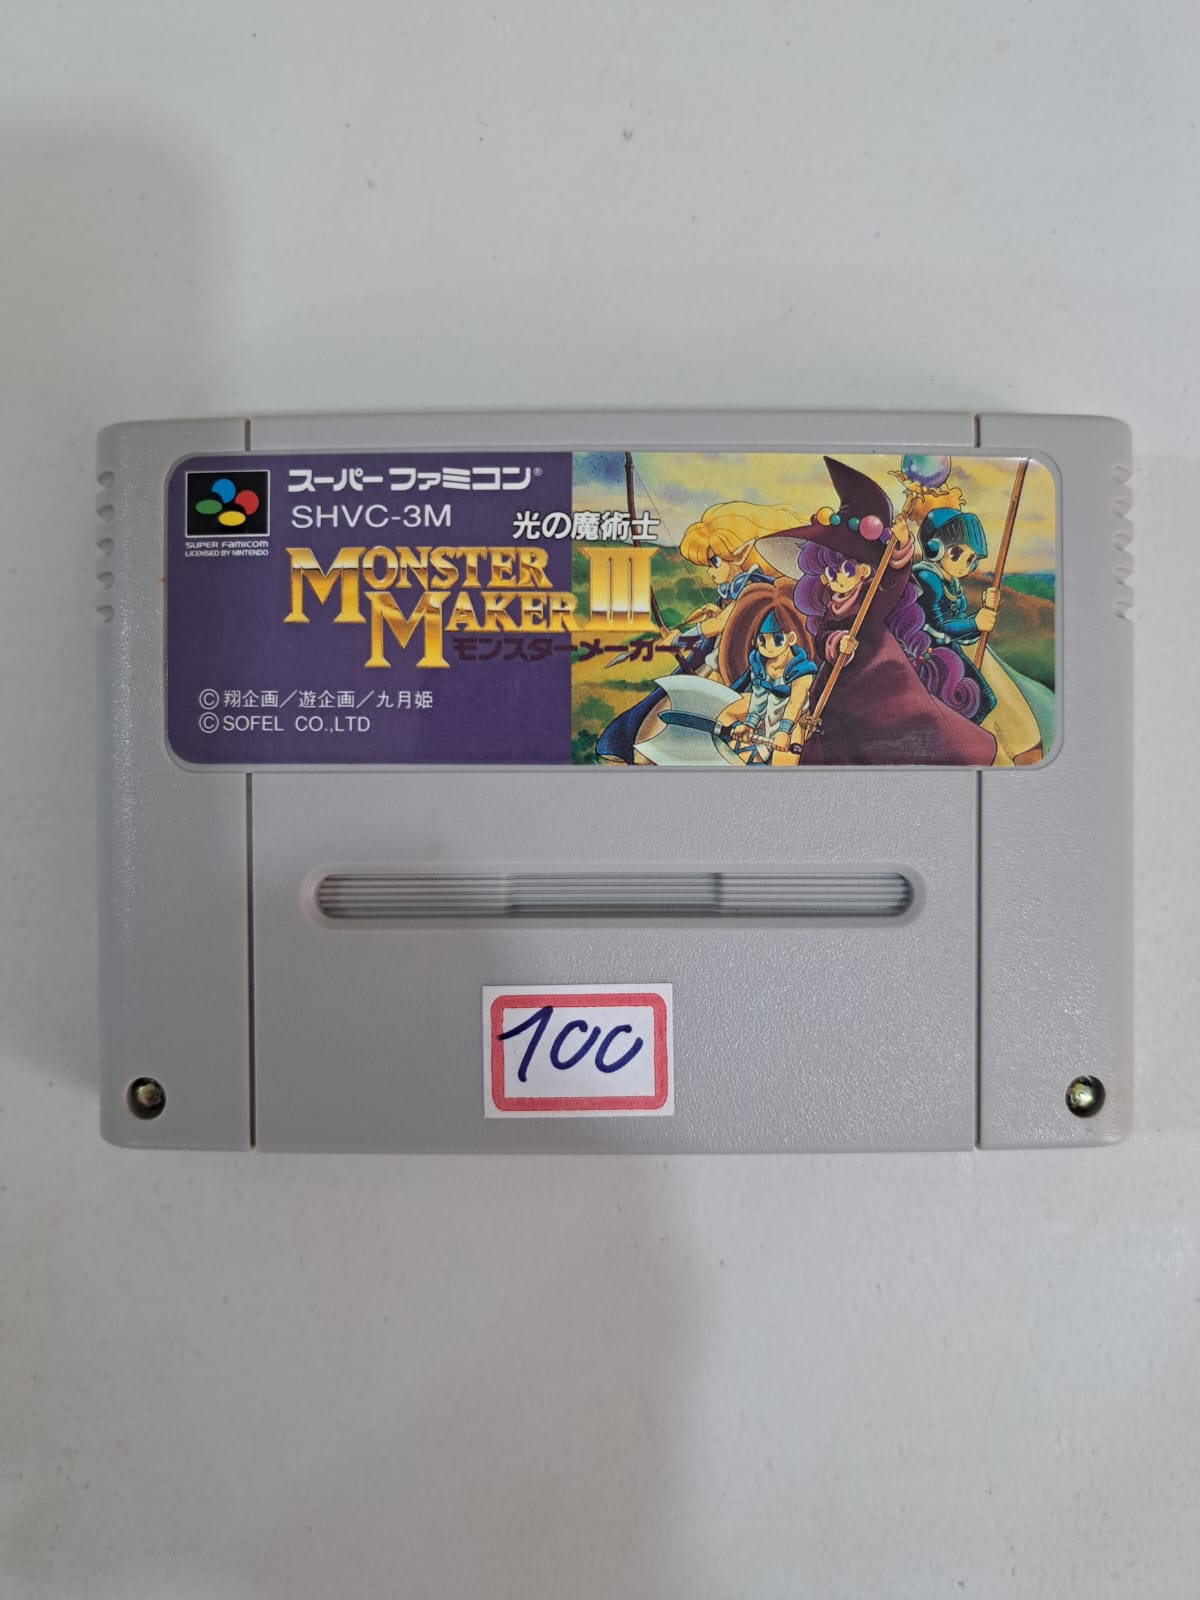 スーパーファミコン®
SHVC-3M
SUPER FAMICOM
LICENSED BY NINTENDO
光の魔術士
MONSTER MAKER III
モンスターメーカー3
©翔企画/遊企画/九月姫
©SOFEL CO.,LTD
100